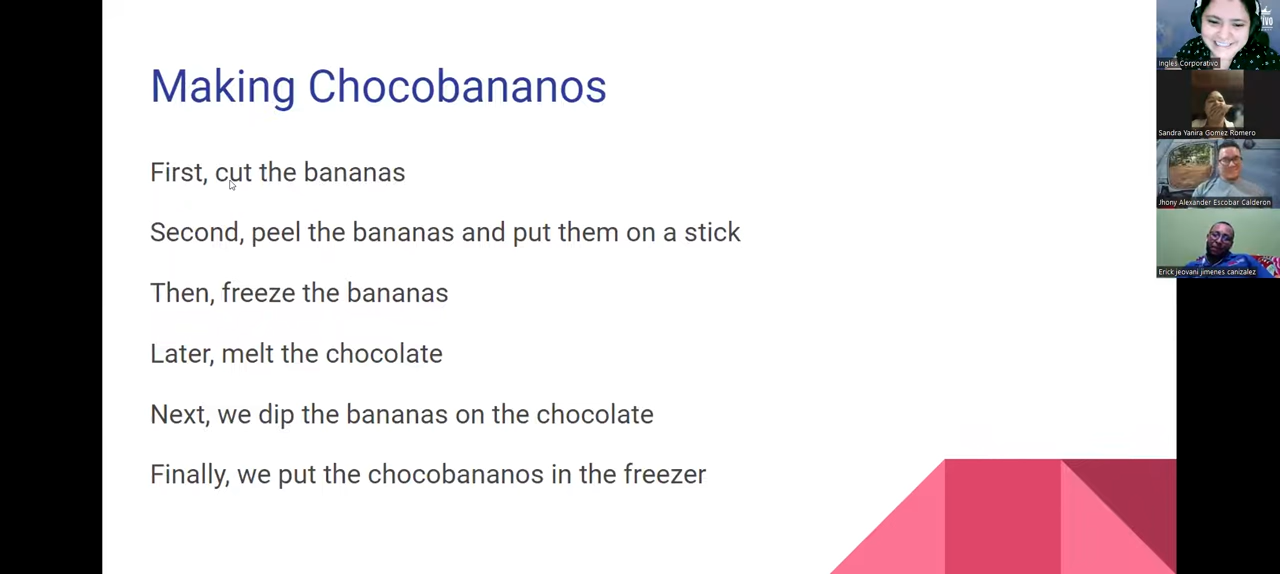 Making Chocobananos
First, cut the bananas
Second, peel the bananas and put them on a stick
Then, freeze the bananas
Later, melt the chocolate
Next, we dip the bananas on the chocolate
Finally, we put the chocobananos in the freezer
Ingles Corporativo
Sandra Yanira Gomez Romero
Jhony Alexander Escobar Calderon
Erick jeovani jimenes canizalez